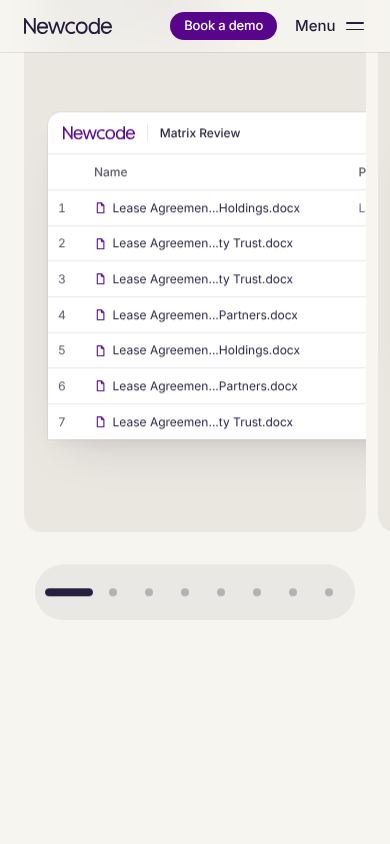 Newcode
Book a demo
Menu
Newcode
Matrix Review
Name
P
1 Lease Agreemen...Holdings.docx L
2 Lease Agreemen...ty Trust.docx
3 Lease Agreemen...ty Trust.docx
4 Lease Agreemen...Partners.docx
5 Lease Agreemen...Holdings.docx
6 Lease Agreemen...Partners.docx
7 Lease Agreemen...ty Trust.docx